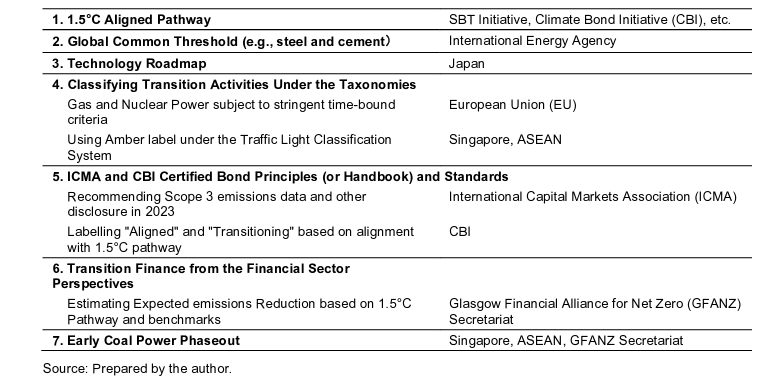 1. 1.5°C Aligned Pathway SBT Initiative, Climate Bond Initiative (CBI), etc.
2. Global Common Threshold (e.g., steel and cement) International Energy Agency
3. Technology Roadmap Japan
4. Classifying Transition Activities Under the Taxonomies
Gas and Nuclear Power subject to stringent time-bound European Union (EU)
criteria
Using Amber label under the Traffic Light Classification Singapore, ASEAN
System
5. ICMA and CBI Certified Bond Principles (or Handbook) and Standards
Recommending Scope 3 emissions data and other International Capital Markets Association (ICMA)
disclosure in 2023
Labelling "Aligned" and "Transitioning" based on alignment CBI
with 1.5°C pathway
6. Transition Finance from the Financial Sector
Perspectives
Estimating Expected emissions Reduction based on 1.5°C Glasgow Financial Alliance for Net Zero (GFANZ)
Pathway and benchmarks Secretariat
7. Early Coal Power Phaseout Singapore, ASEAN, GFANZ Secretariat
Source: Prepared by the author.